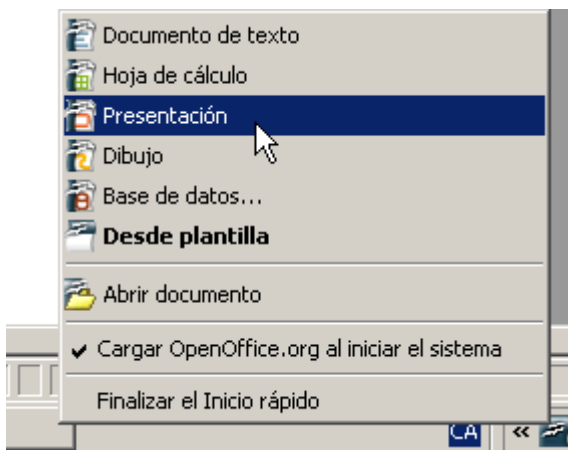 Documento de texto
Hoja de cálculo
Presentación
Dibujo
Base de datos...
Desde plantilla
Abrir documento
Cargar OpenOffice.org al iniciar el sistema
Finalizar el Inicio rápido
CA «